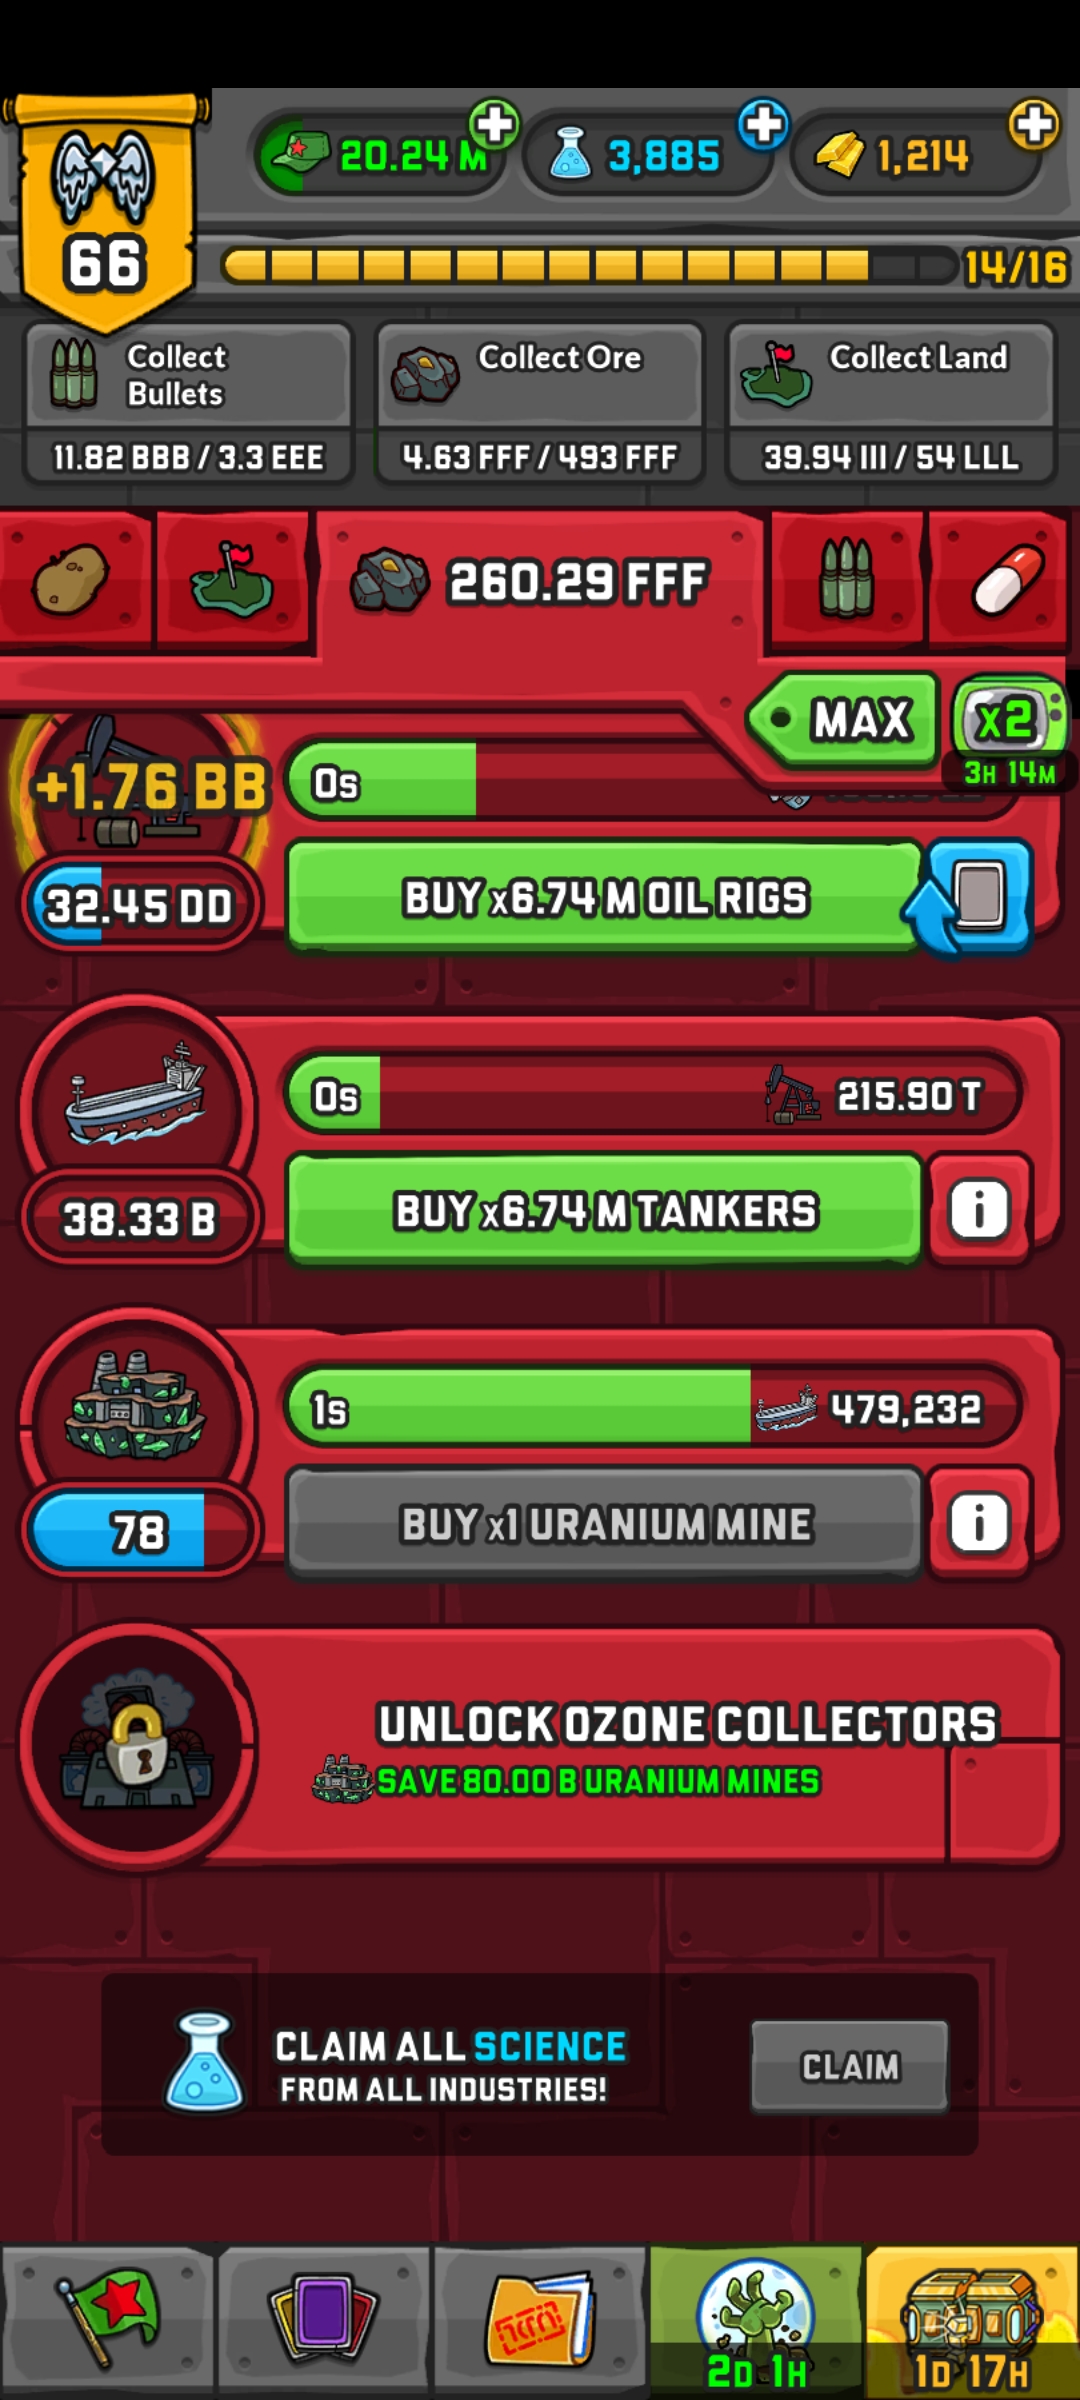 66
20.24 M
3,885
1,214
14/16
Collect
Bullets
11.82 BBB / 3.3 EEE
Collect Ore
4.63 FFF / 493 FFF
Collect Land
39.94 III / 54 LLL
260.29 FFF
MAX
x2
3H 14M
+1.76 BB
0s
32.45 DD
BUY x6.74 M OIL RIGS
0s
215.90 T
38.33 B
BUY x6.74 M TANKERS
i
1s
479,232
78
BUY x1 URANIUM MINE
i
UNLOCK OZONE COLLECTORS
SAVE 80.00 B URANIUM MINES
CLAIM ALL SCIENCE
FROM ALL INDUSTRIES!
CLAIM
2D 1H
1D 17H